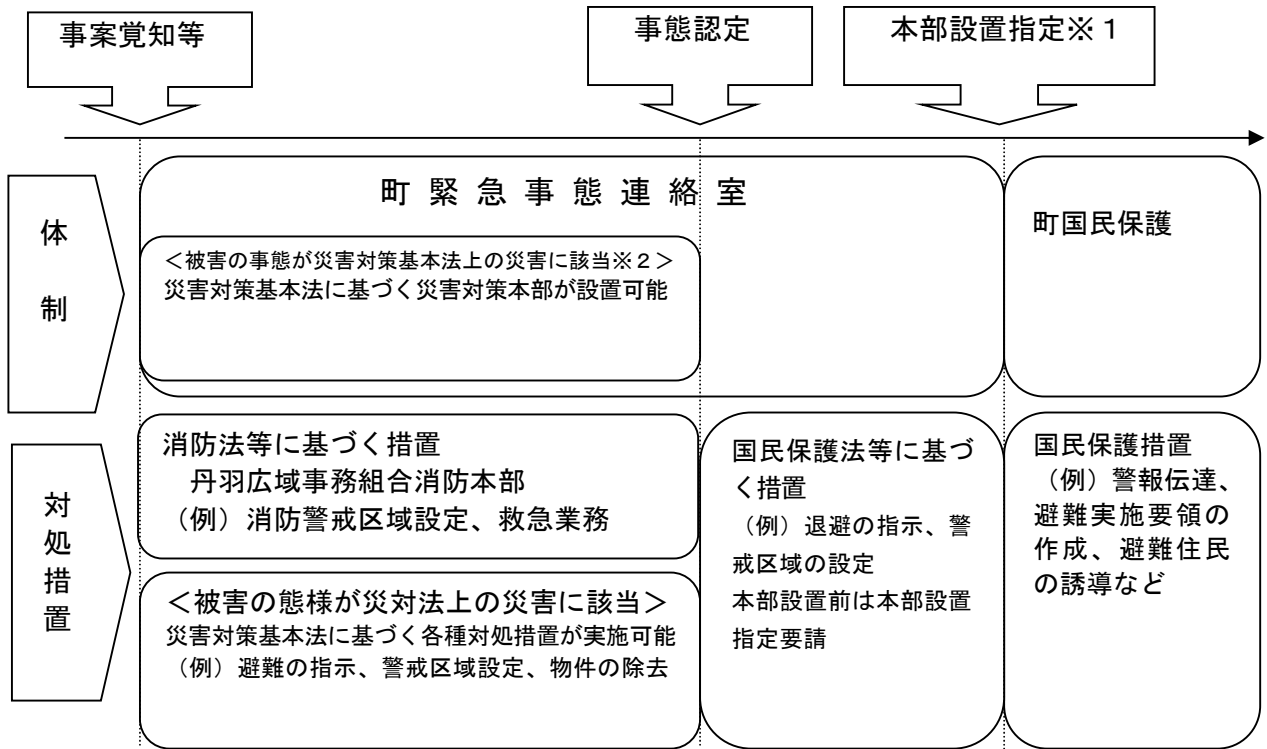 事案覚知等
事態認定
本部設置指定※１
体
制
町緊急事態連絡室
＜被害の事態が災害対策基本法上の災害に該当※２＞
災害対策基本法に基づく災害対策本部が設置可能
町国民保護
対
処
措
置
消防法等に基づく措置
丹羽広域事務組合消防本部
（例）消防警戒区域設定、救急業務
＜被害の態様が災対法上の災害に該当＞
災害対策基本法に基づく各種対処措置が実施可能
（例）避難の指示、警戒区域設定、物件の除去
国民保護法等に基づ
く措置
（例）退避の指示、警
戒区域の設定
本部設置前は本部設置
指定要請
国民保護措置
（例）警報伝達、
避難実施要領の
作成、避難住民
の誘導など